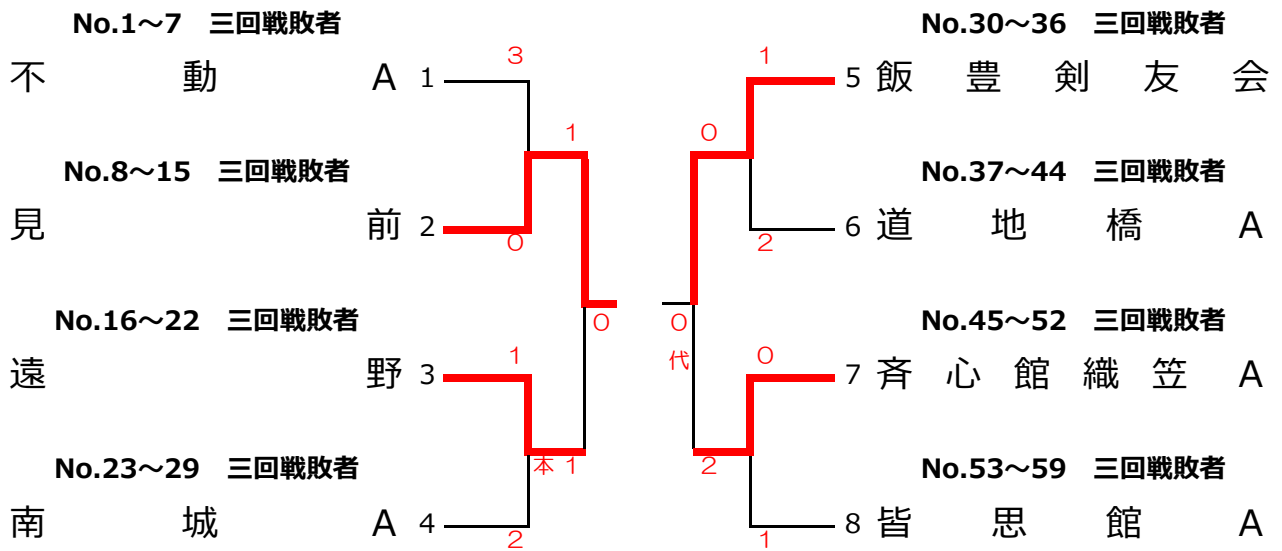 No.1～7　三回戦敗者
不動A 1
3
1
No.8～15　三回戦敗者
見前 2
0
0
No.16～22　三回戦敗者
遠野 3
1
本 1
No.23～29　三回戦敗者
南城A 4
2
No.30～36　三回戦敗者
1
5 飯豊剣友会
0
No.37～44　三回戦敗者
6 道地橋A
2
0
代
No.45～52　三回戦敗者
0
7 斉心館織笠A
2
No.53～59　三回戦敗者
8 皆思館A
1